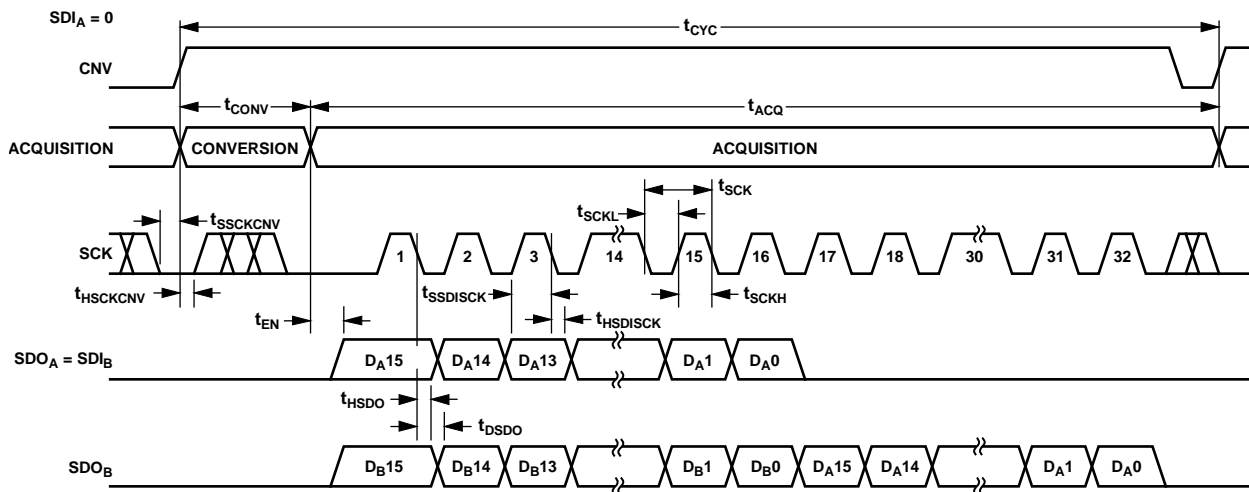 SDIA = 0
tCYC
CNV
tCONV
tACQ
ACQUISITION CONVERSION ACQUISITION
tSCK
tSCKL
tSSCKCNV
SCK 1 2 3 14 15 16 17 18 30 31 32
tHSCKCNV tSSDISCK tSCKH
tEN tHSDISCK
SDOA = SDIB DA15 DA14 DA13 DA1 DA0
tHSDO
tDSDO
SDOB DB15 DB14 DB13 DB1 DB0 DA15 DA14 DA1 DA0